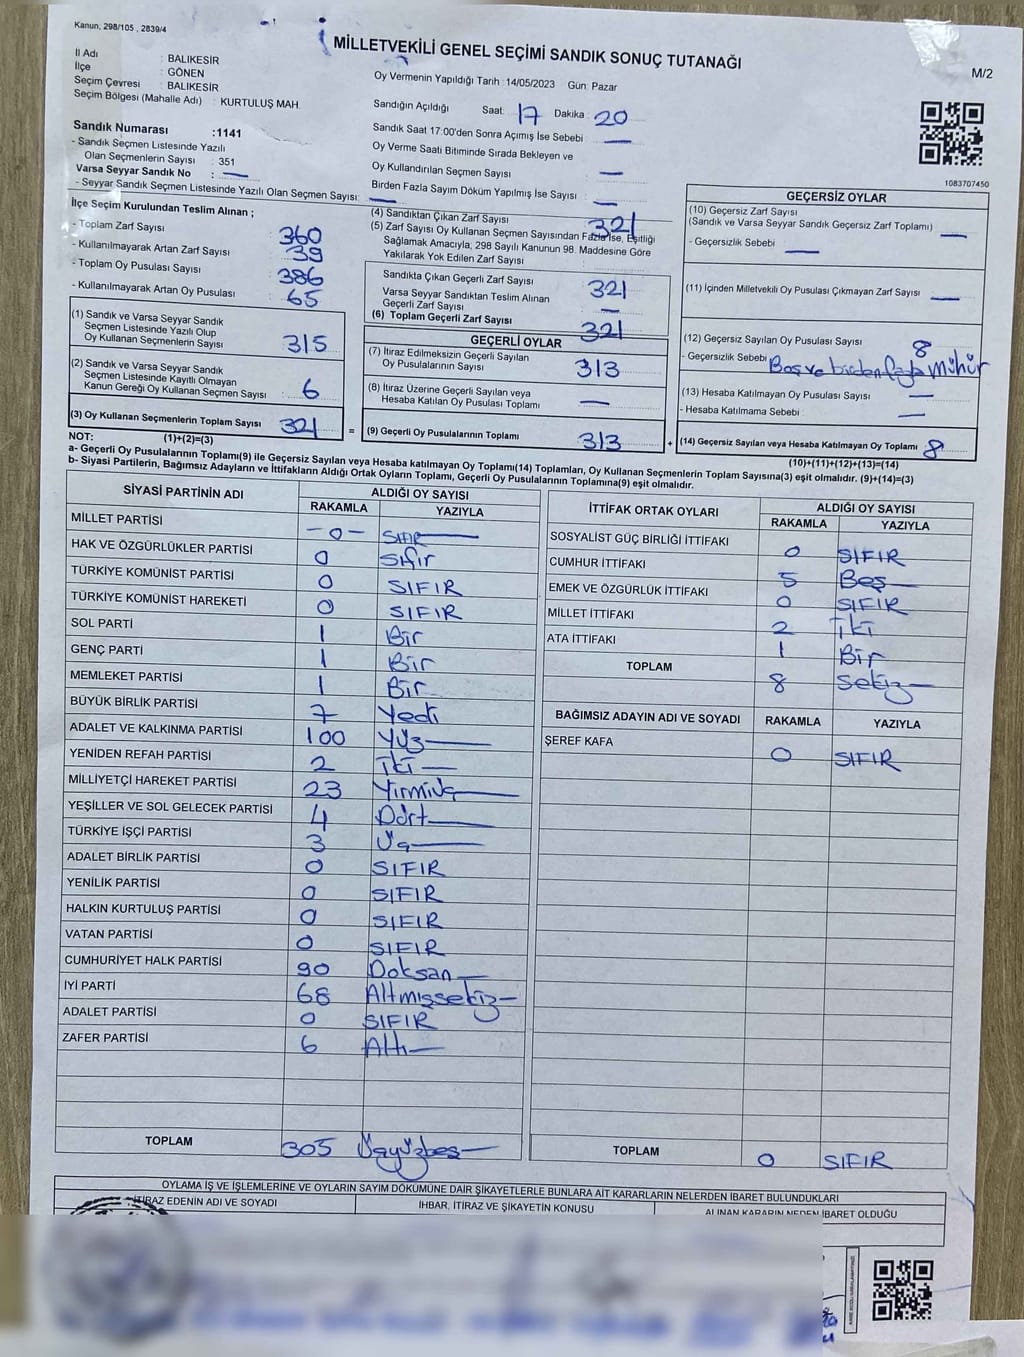 Kanun, 298/105 , 2839/4
MİLLETVEKİLİ GENEL SEÇİMİ SANDIK SONUÇ TUTANAĞI
M/2
İl Adı : BALIKESİR
İlçe : GÖNEN
Seçim Çevresi : BALIKESİR
Seçim Bölgesi (Mahalle Adı) : KURTULUŞ MAH.
Sandık Numarası :1141
- Sandık Seçmen Listesinde Yazılı
Olan Seçmenlerin Sayısı : 351
Varsa Seyyar Sandık No : —
- Seyyar Sandık Seçmen Listesinde Yazılı Olan Seçmen Sayısı: —
Oy Vermenin Yapıldığı Tarih :14/05/2023 Gün: Pazar
Sandığın Açıldığı Saat: 17 Dakika : 20
Sandık Saat 17:00'den Sonra Açımış İse Sebebi —
Oy Verme Saati Bitiminde Sırada Bekleyen ve
Oy Kullandırılan Seçmen Sayısı —
Birden Fazla Sayım Döküm Yapılmış İse Sayısı —
1083707450
İlçe Seçim Kurulundan Teslim Alınan ;
- Toplam Zarf Sayısı : 360
- Kullanılmayarak Artan Zarf Sayısı : 39
- Toplam Oy Pusulası Sayısı : 386
- Kullanılmayarak Artan Oy Pusulası : 65
(1) Sandık ve Varsa Seyyar Sandık
Seçmen Listesinde Yazılı Olup
Oy Kullanan Seçmenlerin Sayısı : 315
(2) Sandık ve Varsa Seyyar Sandık
Seçmen Listesinde Kayıtlı Olmayan
Kanun Gereği Oy Kullanan Seçmen Sayısı : 6
(3) Oy Kullanan Seçmenlerin Toplam Sayısı 321
(1)+(2)=(3)
(4) Sandıktan Çıkan Zarf Sayısı 321
(5) Zarf Sayısı Oy Kullanan Seçmen Sayısından Fazla İse, Eşitliği
Sağlamak Amacıyla, 298 Sayılı Kanunun 98. Maddesine Göre
Yakılarak Yok Edilen Zarf Sayısı
Sandıkta Çıkan Geçerli Zarf Sayısı 321
Varsa Seyyar Sandıktan Teslim Alınan
Geçerli Zarf Sayısı —
(6) Toplam Geçerli Zarf Sayısı 321
GEÇERLİ OYLAR
(7) İtiraz Edilmeksizin Geçerli Sayılan
Oy Pusulalarının Sayısı : 313
(8) İtiraz Üzerine Geçerli Sayılan veya
Hesaba Katılan Oy Pusulası Toplamı —
= (9) Geçerli Oy Pusulalarının Toplamı 313
GEÇERSİZ OYLAR
(10) Geçersiz Zarf Sayısı
(Sandık ve Varsa Seyyar Sandık Geçersiz Zarf Toplamı) —
- Geçersizlik Sebebi : —
(11) İçinden Milletvekili Oy Pusulası Çıkmayan Zarf Sayısı —
(12) Geçersiz Sayılan Oy Pusulası Sayısı : 8
- Geçersizlik Sebebi : Boş ve birden fazla mühür
(13) Hesaba Katılmayan Oy Pusulası Sayısı —
- Hesaba Katılmama Sebebi : —
+ (14) Geçersiz Sayılan veya Hesaba Katılmayan Oy Toplamı 8
(10)+(11)+(12)+(13)=(14)
NOT:
a- Geçerli Oy Pusulalarının Toplamı(9) ile Geçersiz Sayılan veya Hesaba katılmayan Oy Toplamı(14) Toplamları, Oy Kullanan Seçmenlerin Toplam Sayısına(3) eşit olmalıdır. (9)+(14)=(3)
b- Siyasi Partilerin, Bağımsız Adayların ve İttifakların Aldığı Ortak Oyların Toplamı, Geçerli Oy Pusulalarının Toplamına(9) eşit olmalıdır.
SİYASİ PARTİNİN ADI ALDIĞI OY SAYISI
RAKAMLA YAZIYLA
MİLLET PARTİSİ -0- SIFIR
HAK VE ÖZGÜRLÜKLER PARTİSİ 0 Sıfır
TÜRKİYE KOMÜNİST PARTİSİ 0 SIFIR
TÜRKİYE KOMÜNİST HAREKETİ 0 SIFIR
SOL PARTİ 1 Bir
GENÇ PARTİ 1 Bir
MEMLEKET PARTİSİ 1 Bir
BÜYÜK BİRLİK PARTİSİ 7 Yedi
ADALET VE KALKINMA PARTİSİ 100 Yüz
YENİDEN REFAH PARTİSİ 2 İki
MİLLİYETÇİ HAREKET PARTİSİ 23 Yirmiüç
YEŞİLLER VE SOL GELECEK PARTİSİ 4 Dört
TÜRKİYE İŞÇİ PARTİSİ 3 Üç
ADALET BİRLİK PARTİSİ 0 SIFIR
YENİLİK PARTİSİ 0 SIFIR
HALKIN KURTULUŞ PARTİSİ 0 SIFIR
VATAN PARTİSİ 0 SIFIR
CUMHURİYET HALK PARTİSİ 90 Doksan
İYİ PARTİ 68 Altmışsekiz
ADALET PARTİSİ 0 SIFIR
ZAFER PARTİSİ 6 Altı
TOPLAM 305 Üçyüzbeş
İTTİFAK ORTAK OYLARI ALDIĞI OY SAYISI
RAKAMLA YAZIYLA
SOSYALİST GÜÇ BİRLİĞİ İTTİFAKI 0 SIFIR
CUMHUR İTTİFAKI 5 Beş
EMEK VE ÖZGÜRLÜK İTTİFAKI 0 SIFIR
MİLLET İTTİFAKI 2 İki
ATA İTTİFAKI 1 Bir
TOPLAM 8 Sekiz
BAĞIMSIZ ADAYIN ADI VE SOYADI RAKAMLA YAZIYLA
ŞEREF KAFA 0 SIFIR
TOPLAM 0 SIFIR
OYLAMA İŞ VE İŞLEMLERİNE VE OYLARIN SAYIM DÖKÜMÜNE DAİR ŞİKAYETLERLE BUNLARA AİT KARARLARIN NELERDEN İBARET BULUNDUKLARI
İTİRAZ EDENİN ADI VE SOYADI İHBAR, İTİRAZ VE ŞİKAYETİN KONUSU ALINAN KARARIN NEDEN İBARET OLDUĞU